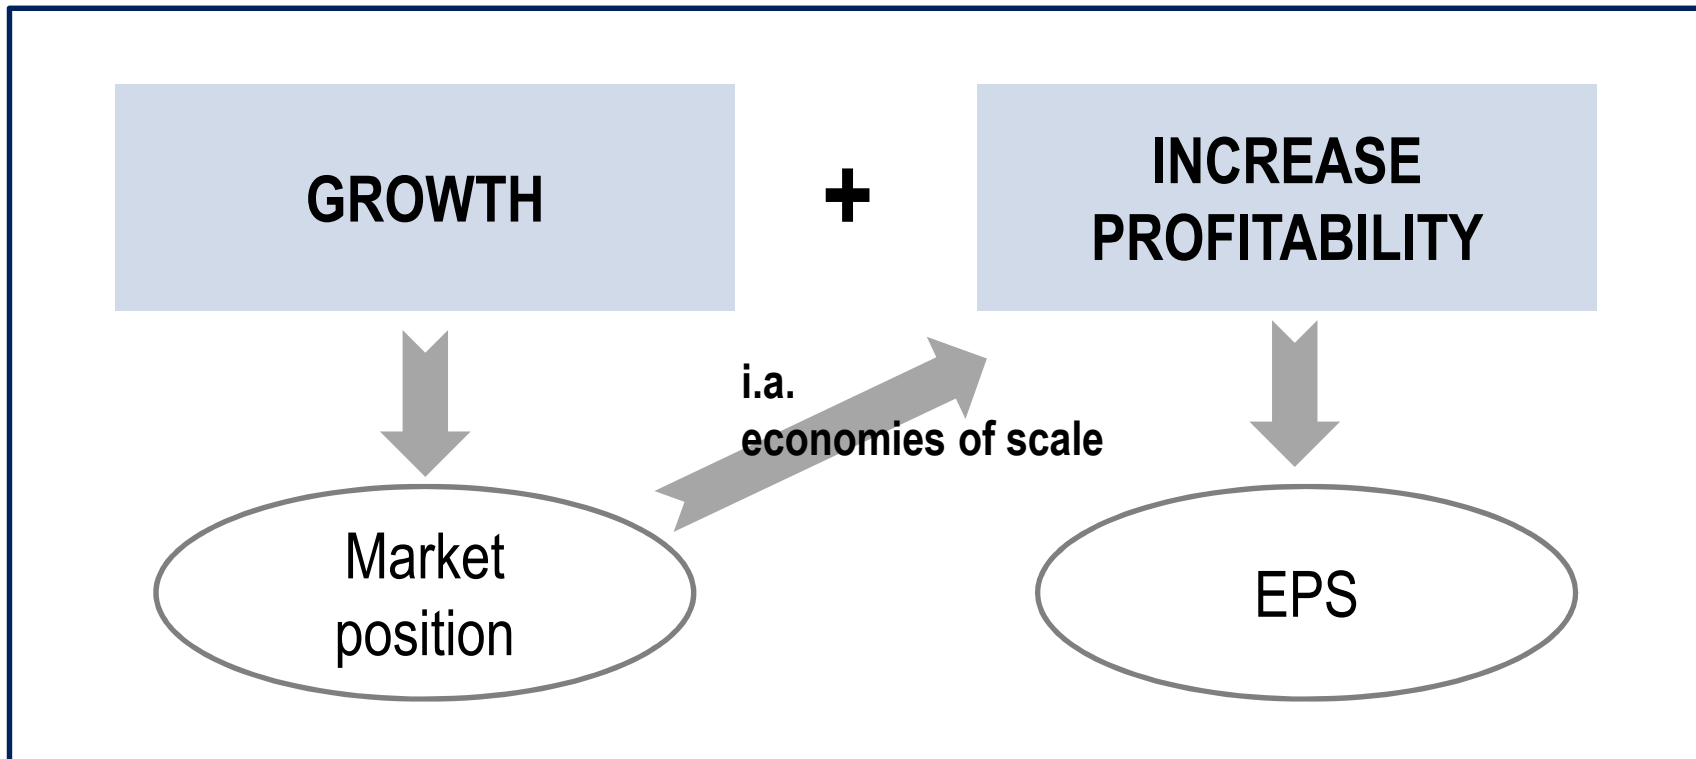 GROWTH
+
INCREASE
PROFITABILITY
i.a.
economies of scale
Market
position
EPS